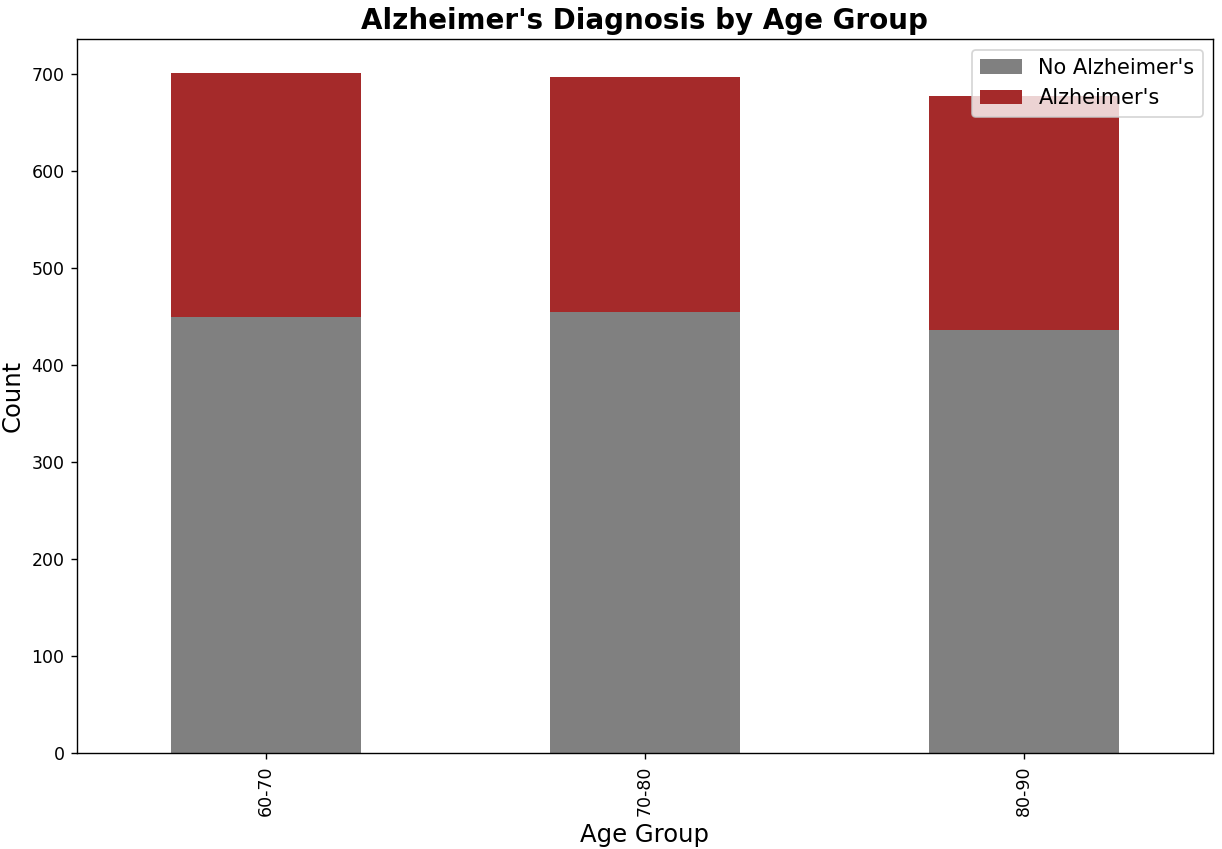 Alzheimer's Diagnosis by Age Group
No Alzheimer's
Alzheimer's
700
600
500
400
300
200
100
0
Count
60-70
70-80
80-90
Age Group